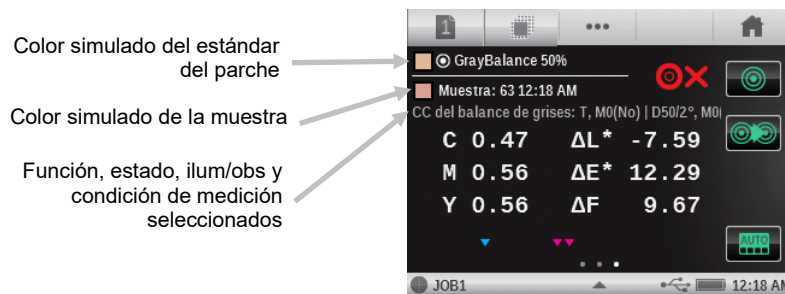 Color simulado del estándar
del parche
Color simulado de la muestra
Función, estado, ilum/obs y
condición de medición
seleccionados
1
GrayBalance 50%
Muestra: 63 12:18 AM
CC del balance de grises: T, M0(No) | D50/2°, M0(
C 0.47 ΔL* -7.59
M 0.56 ΔE* 12.29
Y 0.56 ΔF 9.67
AUTO
JOB1 12:18 AM